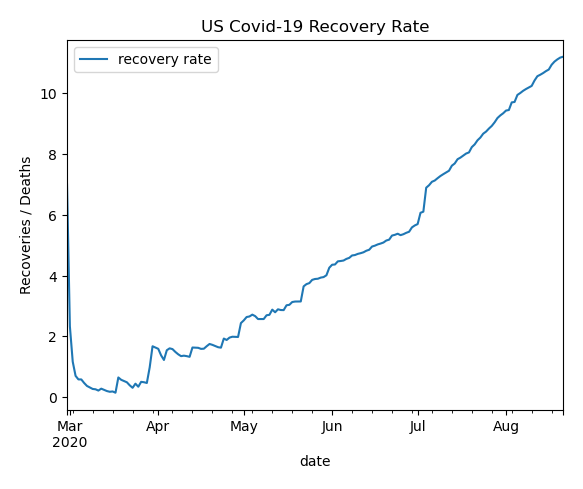 US Covid-19 Recovery Rate
recovery rate
Recoveries / Deaths
10
8
6
4
2
0
Mar Apr May Jun Jul Aug
2020
date